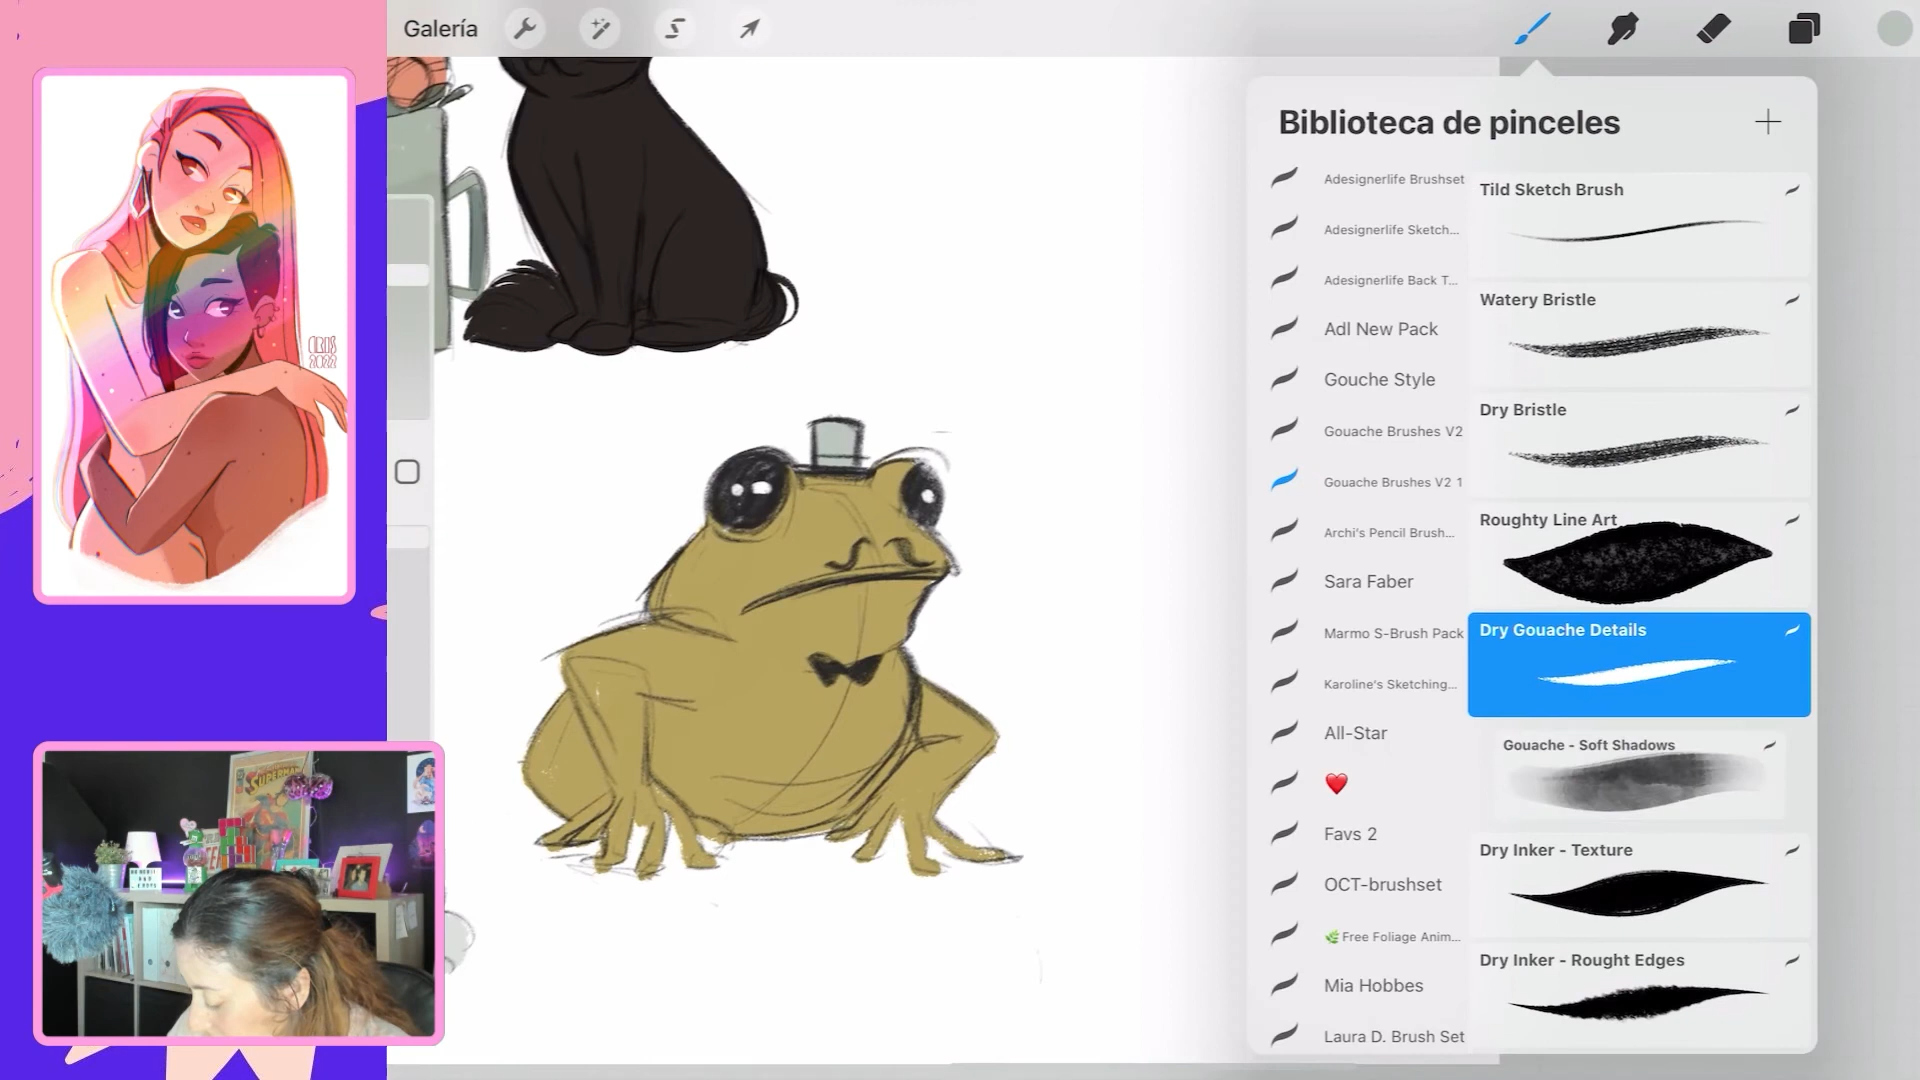 Galería
Biblioteca de pinceles
Adesignerlife Brushset
Adesignerlife Sketch...
Adesignerlife Back T...
Adl New Pack
Gouche Style
Gouache Brushes V2
Gouache Brushes V2 1
Archi's Pencil Brush...
Sara Faber
Marmo S-Brush Pack
Karoline's Sketching...
All-Star
❤️
Favs 2
OCT-brushset
🌿Free Foliage Anim...
Mia Hobbes
Laura D. Brush Set
Tild Sketch Brush
Watery Bristle
Dry Bristle
Roughty Line Art
Dry Gouache Details
Gouache - Soft Shadows
Dry Inker - Texture
Dry Inker - Rought Edges
2022
SUPERMAN